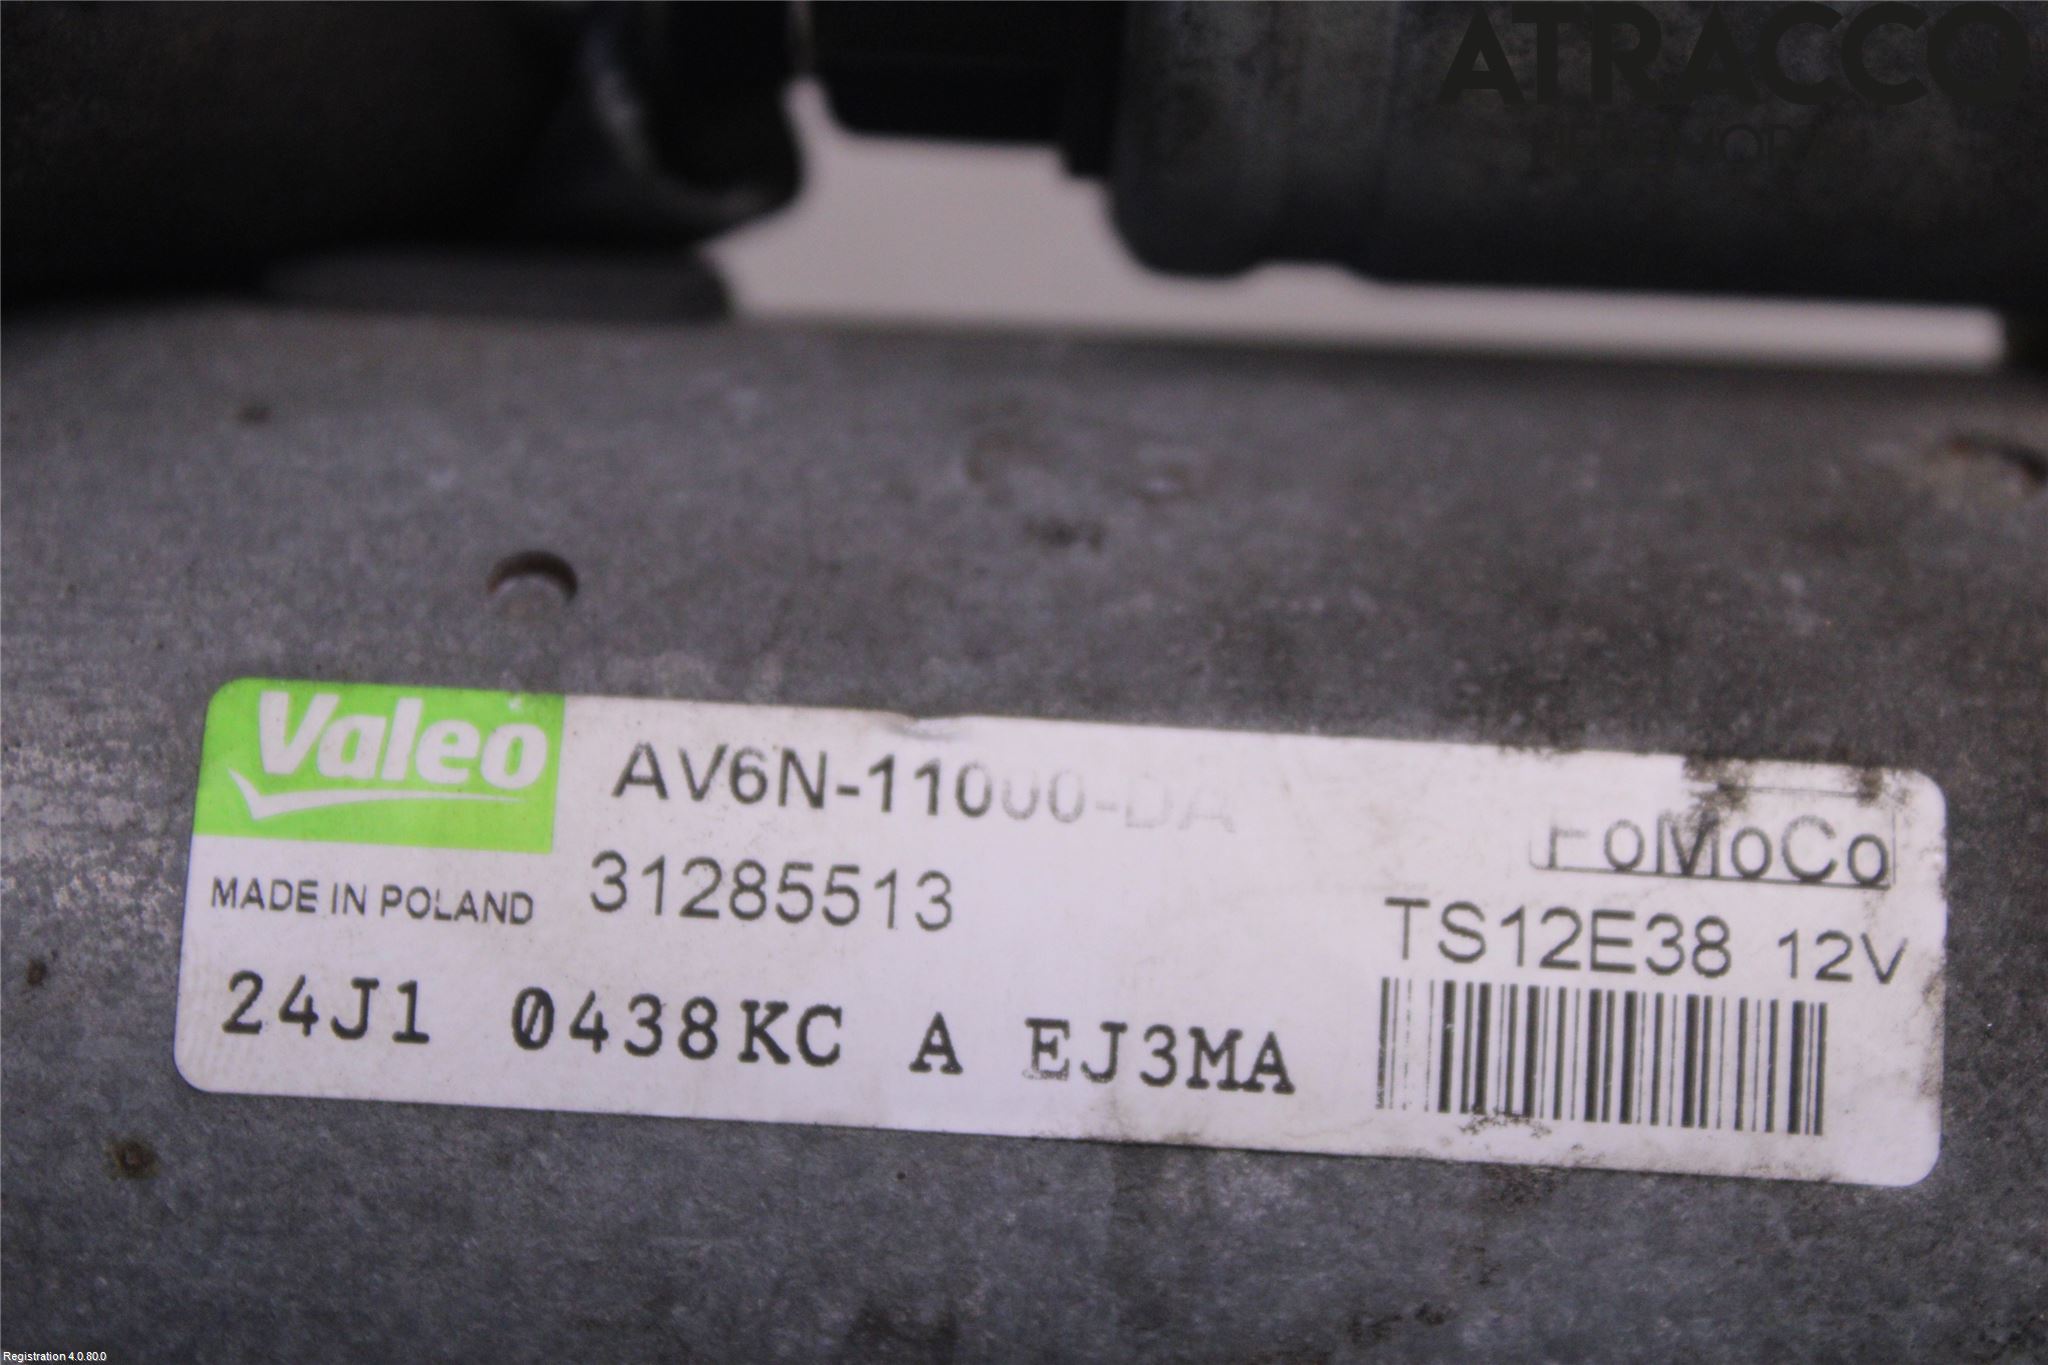 ATRACCO
HEDEMORA
Valeo
AV6N-11000-DA
FoMoCo
31285513
MADE IN POLAND
TS12E38 12V
24J1 0438KC A EJ3MA
Registration 4.0.80.0